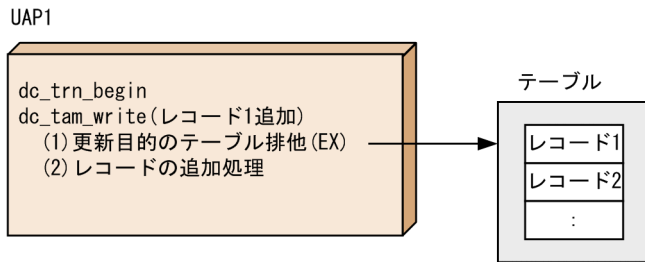 UAP1
dc_trn_begin
dc_tam_write(レコード1追加)
(1)更新目的のテーブル排他(EX)
(2)レコードの追加処理
テーブル
レコード1
レコード2
: